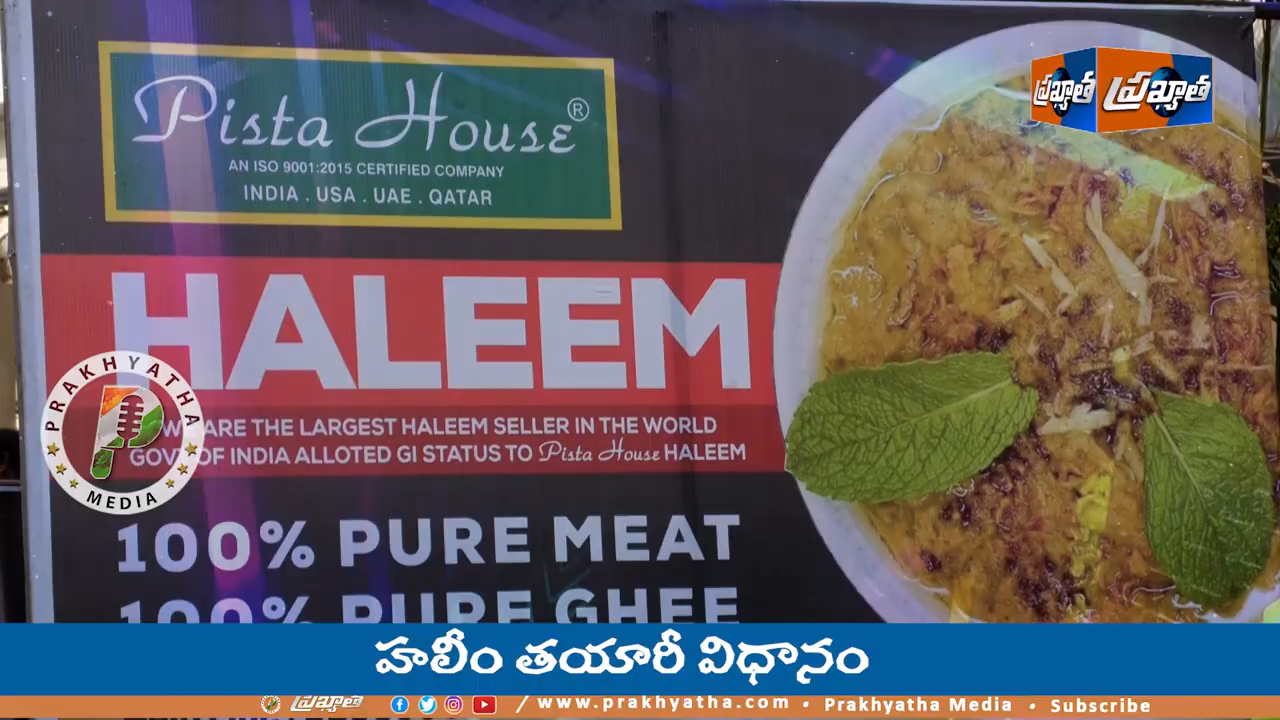 Pista House®
AN ISO 9001:2015 CERTIFIED COMPANY
INDIA . USA . UAE . QATAR
ప్రఖ్యాత ప్రఖ్యాత
HALEEM
ARE THE LARGEST HALEEM SELLER IN THE WORLD
OF INDIA ALLOTED GI STATUS TO Pista House HALEEM
PRAKHYATHA
MEDIA
100% PURE MEAT
100% PURE GHEE
హలీం తయారీ విధానం
ప్రఖ్యాత / www.prakhyatha.com • Prakhyatha Media • Subscribe